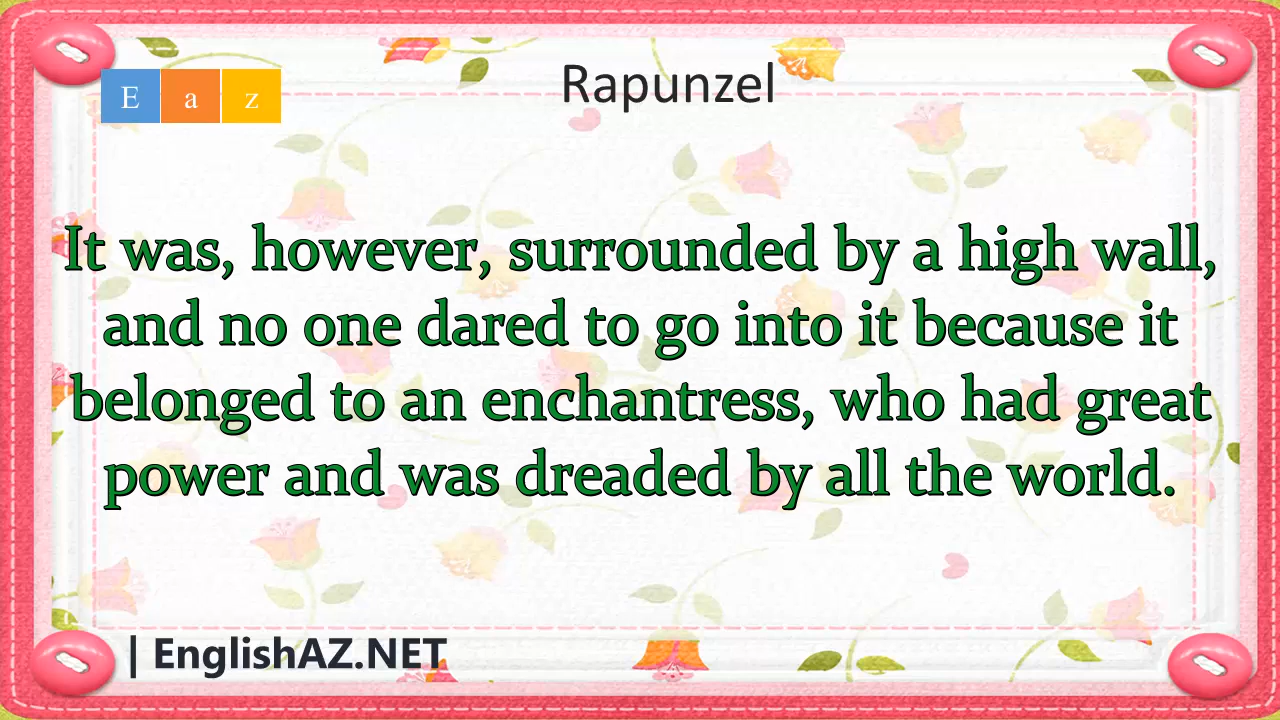 E a z
Rapunzel
It was, however, surrounded by a high wall,
and no one dared to go into it because it
belonged to an enchantress, who had great
power and was dreaded by all the world.
| EnglishAZ.NET